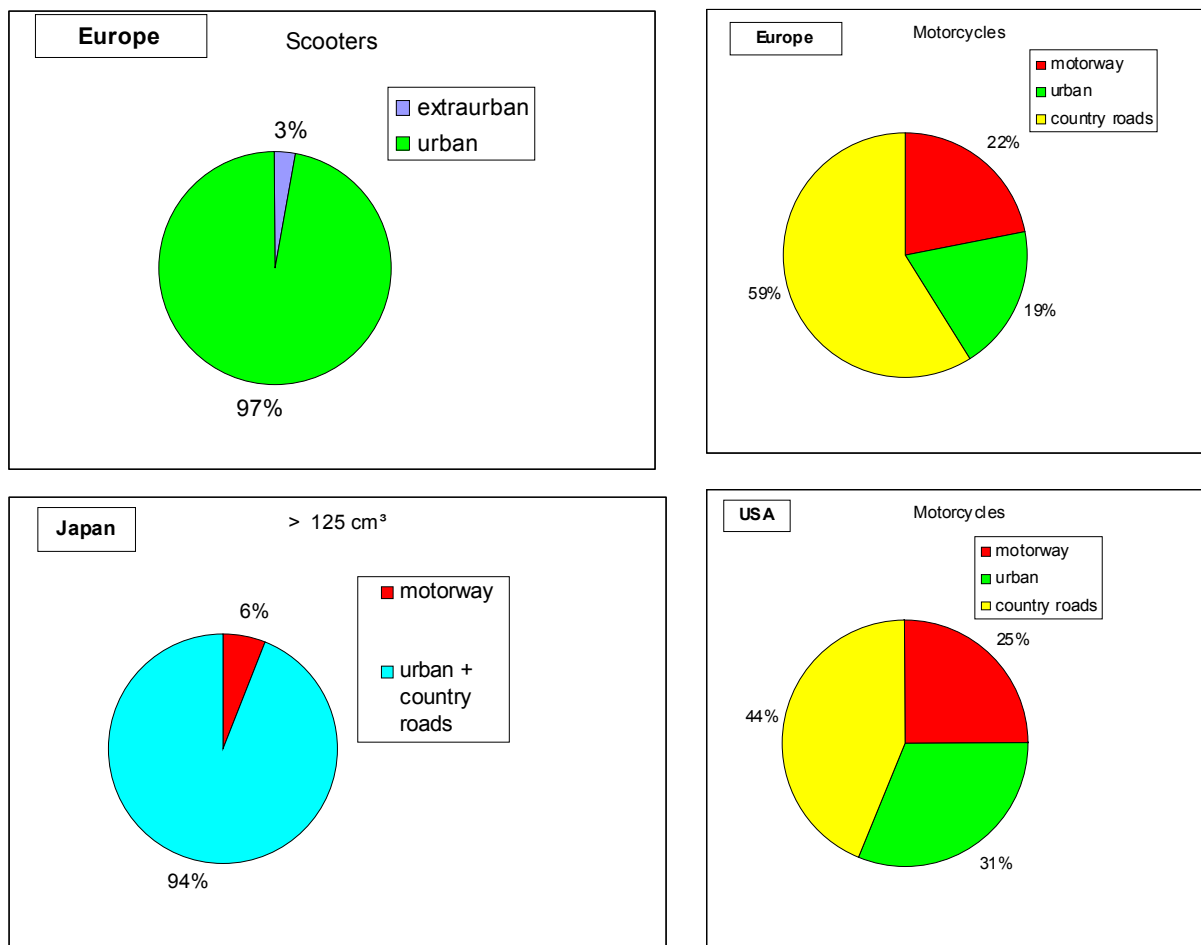 Europe
Scooters
extraurban
urban
3%
97%
Europe
Motorcycles
motorway
urban
country roads
22%
59%
19%
Japan
> 125 cm³
motorway
urban +
country
roads
6%
94%
USA
Motorcycles
motorway
urban
country roads
25%
44%
31%